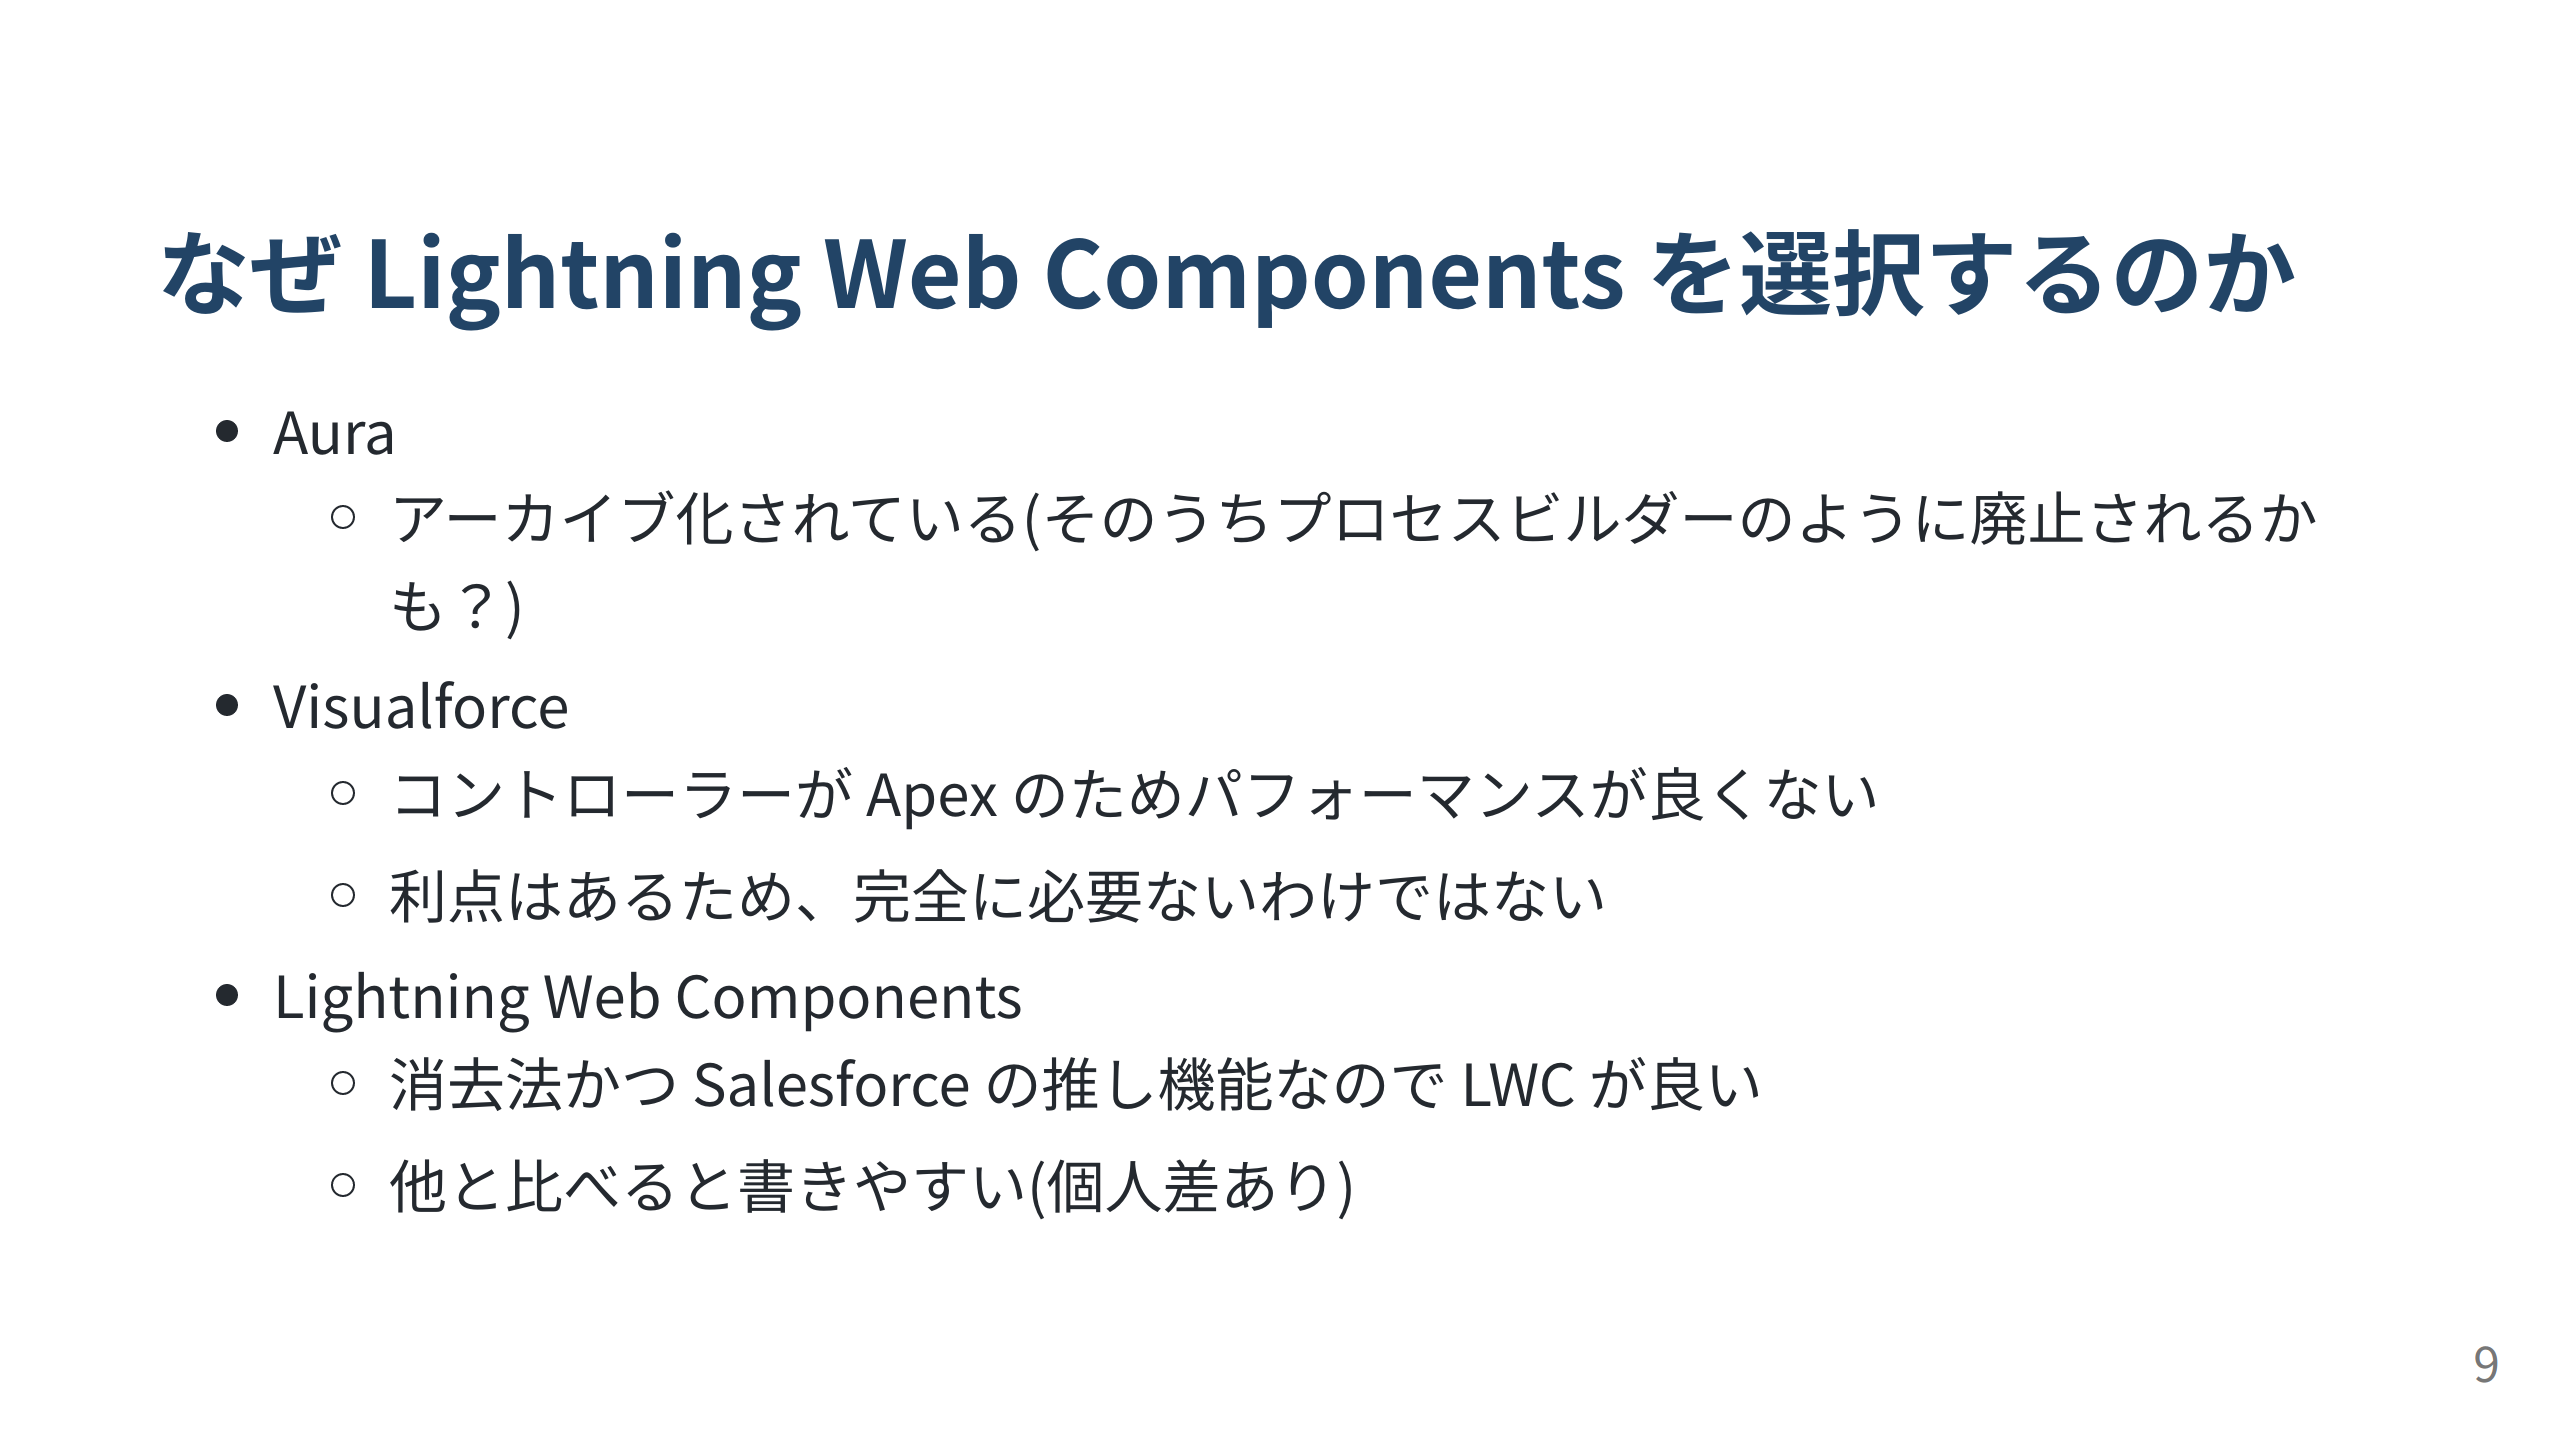 なぜ Lightning Web Components を選択するのか
Aura
アーカイブ化されている(そのうちプロセスビルダーのように廃止されるか
も？)
Visualforce
コントローラーが Apex のためパフォーマンスが良くない
利点はあるため、完全に必要ないわけではない
Lightning Web Components
消去法かつ Salesforce の推し機能なので LWC が良い
他と比べると書きやすい(個人差あり)
9